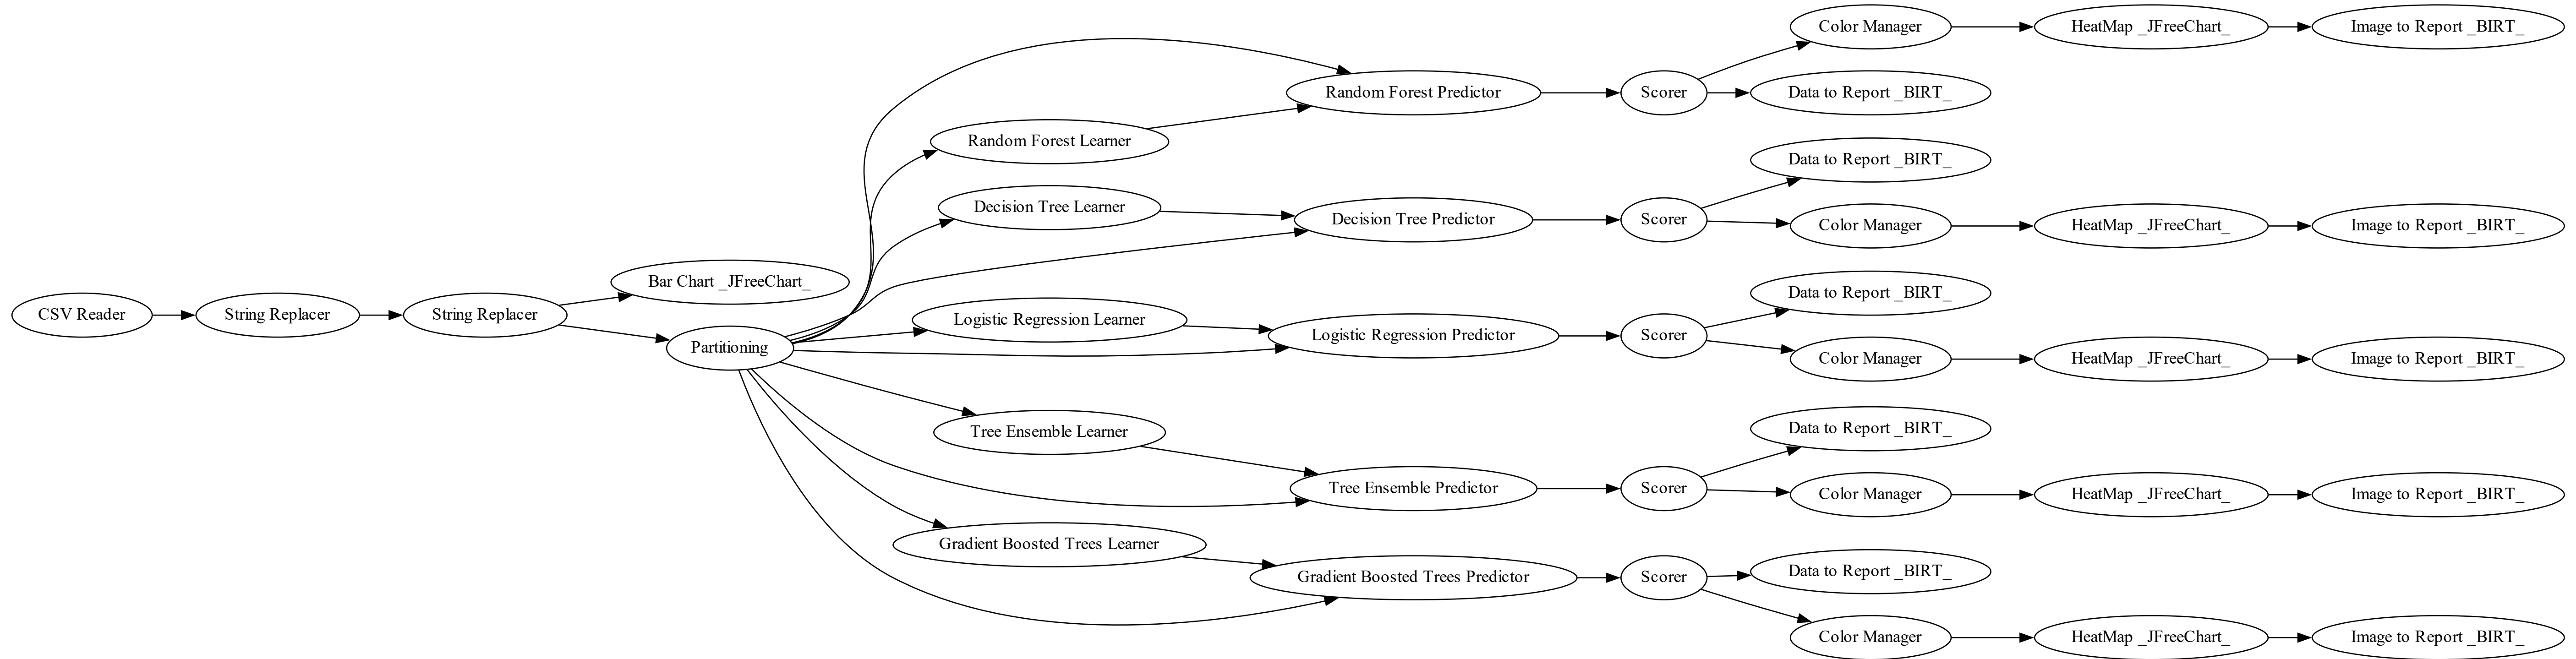 Color Manager
HeatMap _JFreeChart_
Image to Report _BIRT_
Random Forest Predictor
Scorer
Data to Report _BIRT_
Random Forest Learner
Data to Report _BIRT_
Decision Tree Learner
Decision Tree Predictor
Scorer
Color Manager
HeatMap _JFreeChart_
Image to Report _BIRT_
Bar Chart _JFreeChart_
Data to Report _BIRT_
CSV Reader
String Replacer
String Replacer
Logistic Regression Learner
Logistic Regression Predictor
Scorer
Partitioning
Color Manager
HeatMap _JFreeChart_
Image to Report _BIRT_
Data to Report _BIRT_
Tree Ensemble Learner
Tree Ensemble Predictor
Scorer
Color Manager
HeatMap _JFreeChart_
Image to Report _BIRT_
Gradient Boosted Trees Learner
Gradient Boosted Trees Predictor
Scorer
Data to Report _BIRT_
Color Manager
HeatMap _JFreeChart_
Image to Report _BIRT_